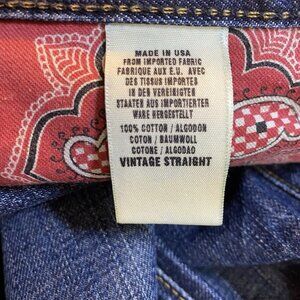 MADE IN USA
FROM IMPORTED FABRIC
FABRIQUE AUX E.U. AVEC
DES TISSUS IMPORTES
IN DEN VEREINIGTEN
STAATEN AUS IMPORTIERTER
WARE HERGESTELLT
100% COTTON / ALGODON
COTON / BAUMWOLL
COTONE / ALGODAO
VINTAGE STRAIGHT